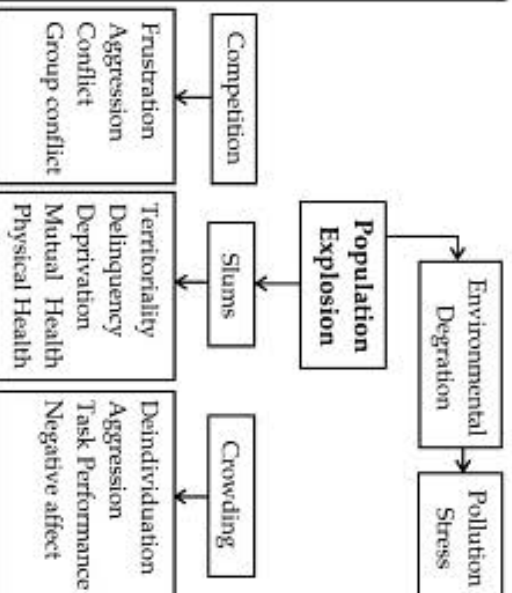 Environmental
Degration
Pollution
Stress
Population
Explosion
Competition
Slums
Crowding
Frustration
Aggression
Conflict
Group conflict
Territoriality
Delinquency
Deprivation
Mutual Health
Physical Health
Deindividuation
Aggression
Task Performance
Negative affect